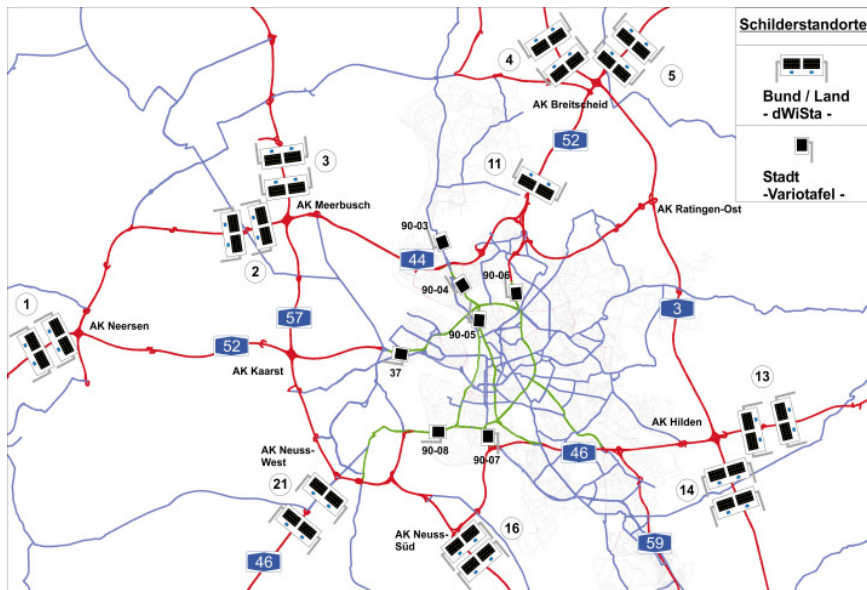 Schilderstandorte
Bund / Land
- dWiSta -
Stadt
-Variotafel -
4
5
AK Breitscheid
52
3
11
AK Meerbusch
AK Ratingen-Ost
90-03
2
44
90-06
90-04
1
57
3
AK Neersen
90-05
52
AK Kaarst
37
13
AK Hilden
90-08
90-07
46
AK Neuss-
West
21
14
16
AK Neuss-
Süd
59
46